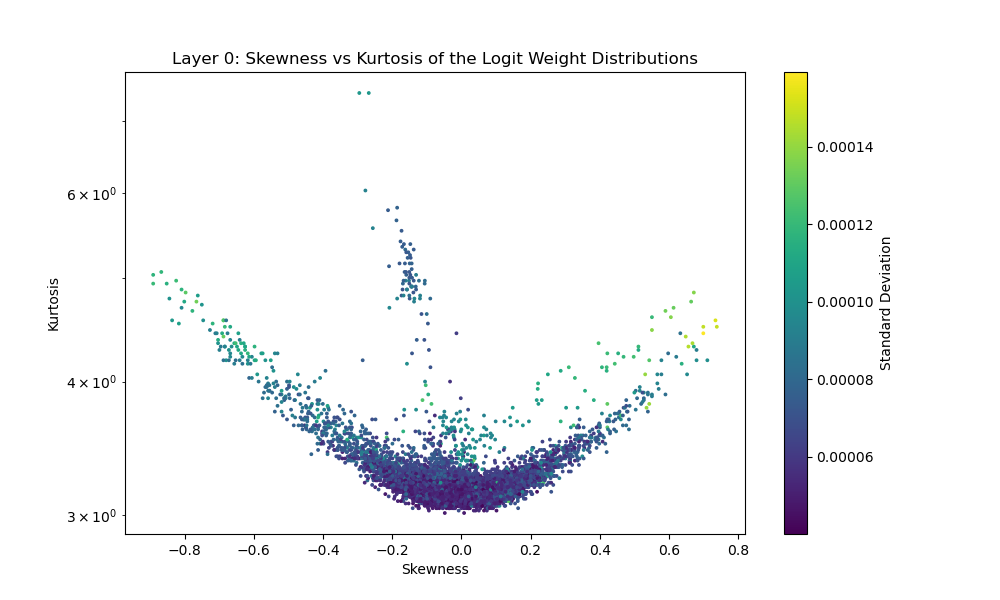 Layer 0: Skewness vs Kurtosis of the Logit Weight Distributions
Kurtosis
6 × 10⁰
4 × 10⁰
3 × 10⁰
−0.8 −0.6 −0.4 −0.2 0.0 0.2 0.4 0.6 0.8
Skewness
0.00014
0.00012
0.00010
0.00008
0.00006
Standard Deviation